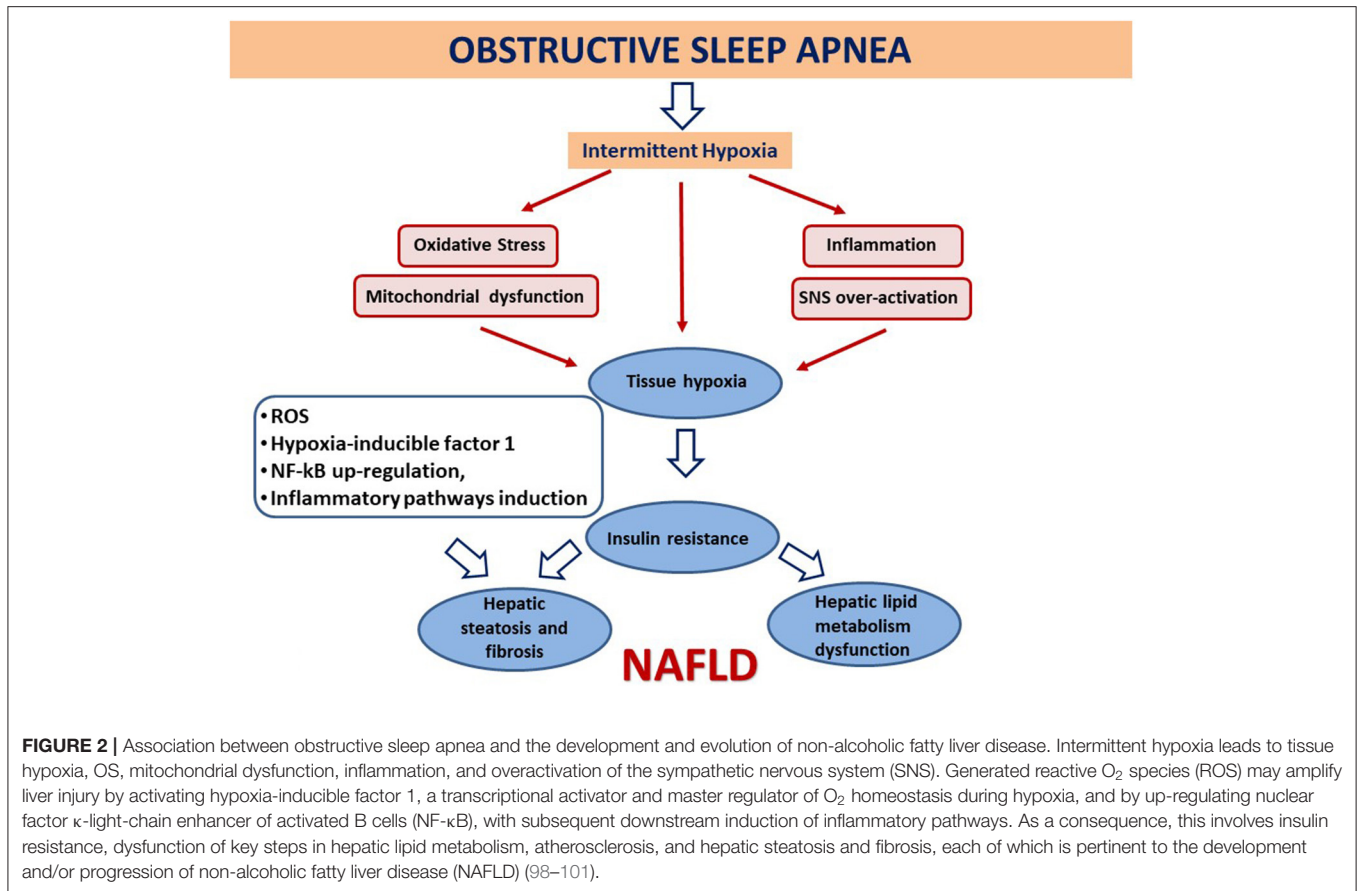 OBSTRUCTIVE SLEEP APNEA
Intermittent Hypoxia
Oxidative Stress
Mitochondrial dysfunction
Inflammation
SNS over-activation
Tissue hypoxia
• ROS
• Hypoxia-inducible factor 1
• NF-kB up-regulation,
• Inflammatory pathways induction
Insulin resistance
Hepatic
steatosis and
fibrosis
Hepatic lipid
metabolism
dysfunction
NAFLD
FIGURE 2 | Association between obstructive sleep apnea and the development and evolution of non-alcoholic fatty liver disease. Intermittent hypoxia leads to tissue
hypoxia, OS, mitochondrial dysfunction, inflammation, and overactivation of the sympathetic nervous system (SNS). Generated reactive O₂ species (ROS) may amplify
liver injury by activating hypoxia-inducible factor 1, a transcriptional activator and master regulator of O₂ homeostasis during hypoxia, and by up-regulating nuclear
factor κ-light-chain enhancer of activated B cells (NF-κB), with subsequent downstream induction of inflammatory pathways. As a consequence, this involves insulin
resistance, dysfunction of key steps in hepatic lipid metabolism, atherosclerosis, and hepatic steatosis and fibrosis, each of which is pertinent to the development
and/or progression of non-alcoholic fatty liver disease (NAFLD) (98–101).